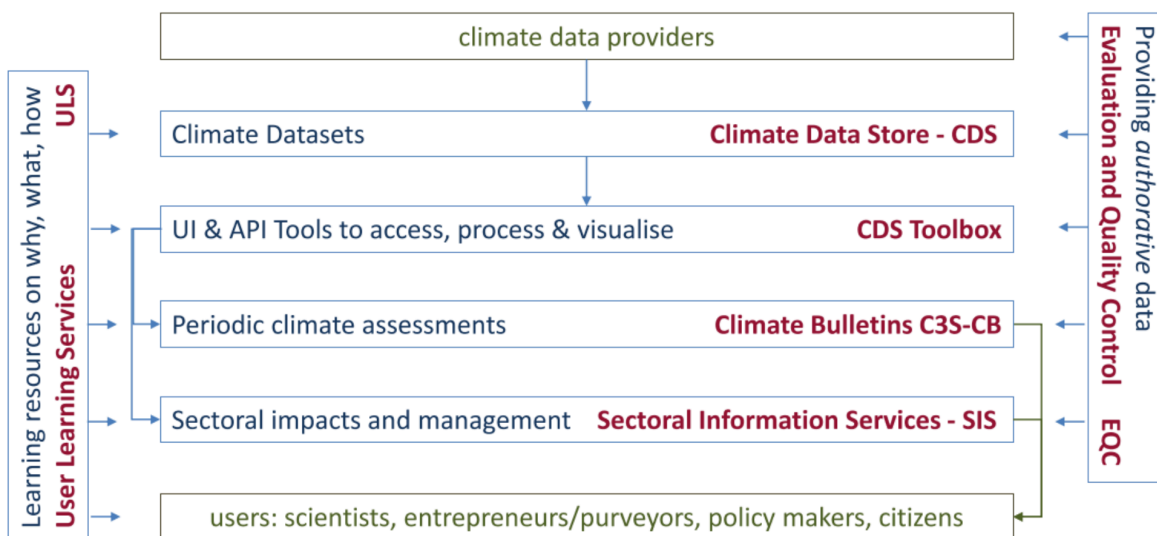 climate data providers
Climate Datasets Climate Data Store - CDS
UI & API Tools to access, process & visualise CDS Toolbox
Periodic climate assessments Climate Bulletins C3S-CB
Sectoral impacts and management Sectoral Information Services - SIS
users: scientists, entrepreneurs/purveyors, policy makers, citizens
Learning resources on why, what, how
User Learning Services ULS
Providing authorative data
Evaluation and Quality Control EQC